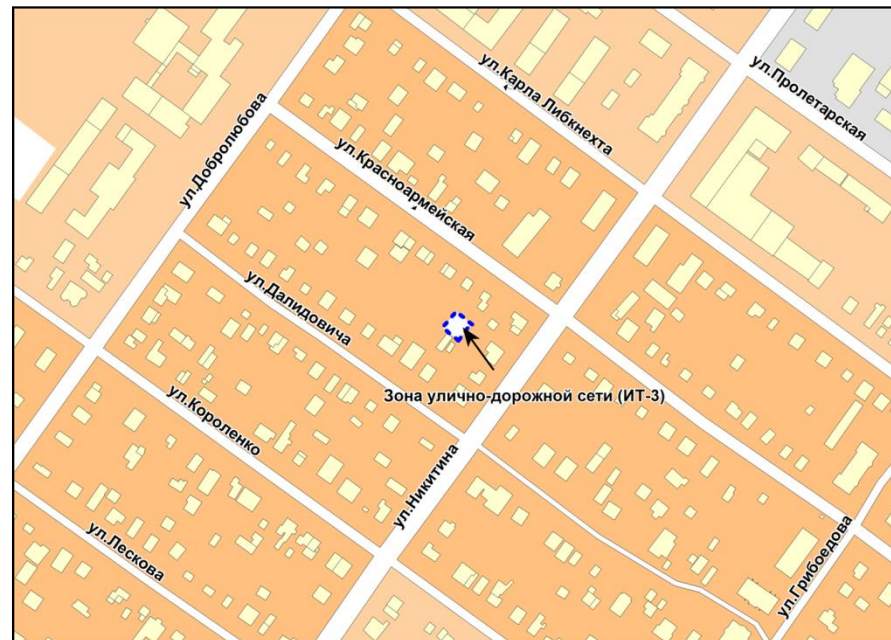 ул.Карла Либкнехта
ул.Пролетарская
ул.Добролюбова
ул.Красноармейская
ул.Далидовича
Зона улично-дорожной сети (ИТ-3)
ул.Короленко
ул.Никитина
ул.Лескова
ул.Грибоедова